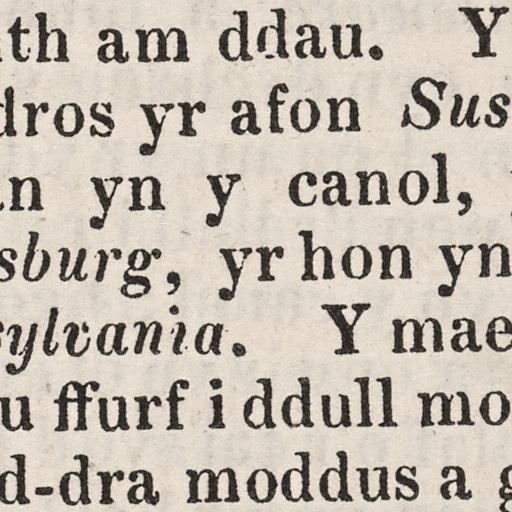 th am ddau. Y
dros yr afon Sus
n yn y canol,
sburg, yr hon yn
sylvania. Y mae
u ffurf i ddull mo
d-dra moddus a g